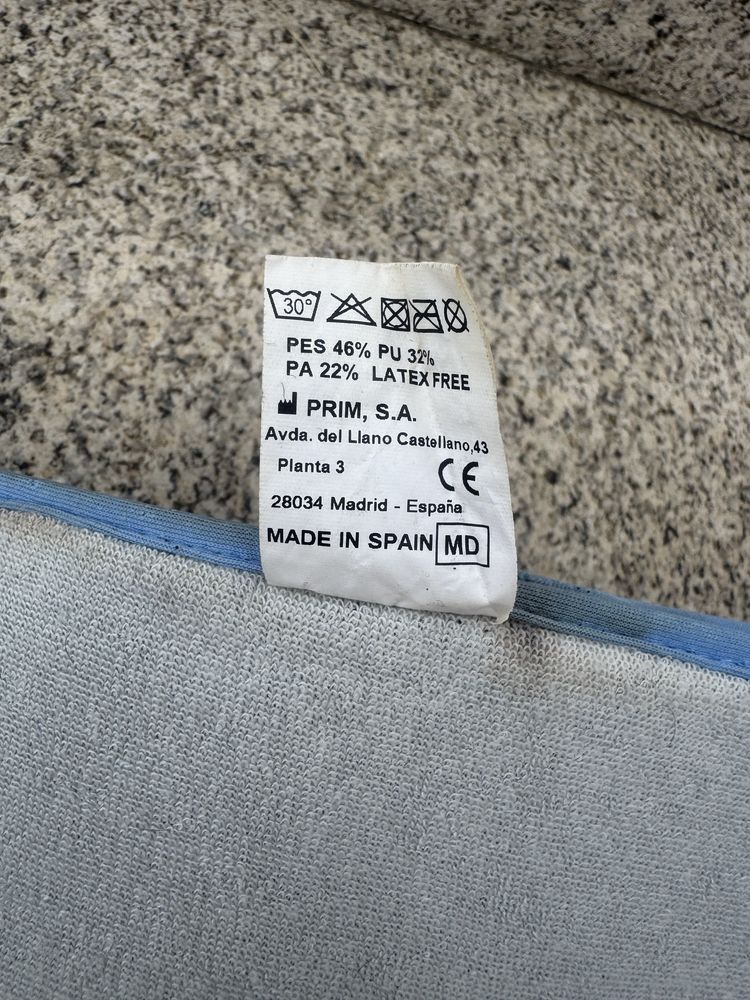 30°
PES 46% PU 32%
PA 22% LATEX FREE
PRIM, S.A.
Avda. del Llano Castellano,43
Planta 3
CE
28034 Madrid - España
MADE IN SPAIN MD